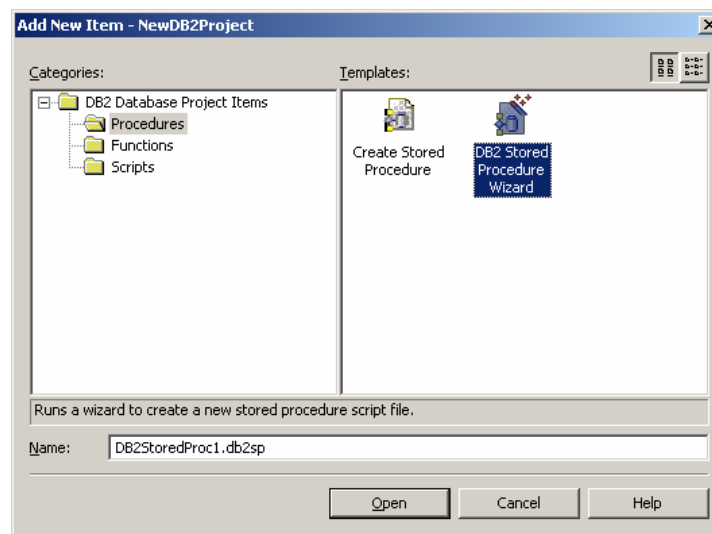 Add New Item - NewDB2Project
Categories:
Templates:
DB2 Database Project Items
Procedures
Functions
Scripts
Create Stored
Procedure
DB2 Stored
Procedure
Wizard
Runs a wizard to create a new stored procedure script file.
Name:
DB2StoredProc1.db2sp
Open
Cancel
Help